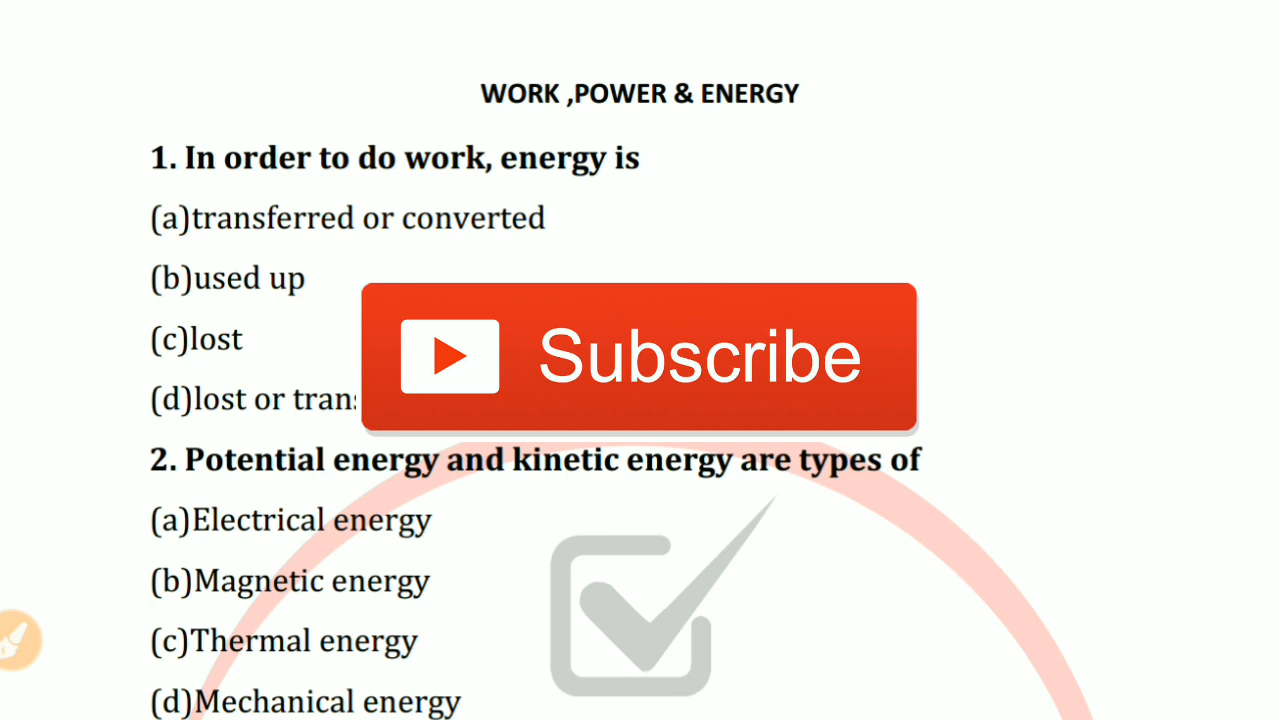 WORK ,POWER & ENERGY
1. In order to do work, energy is
(a)transferred or converted
(b)used up
(c)lost
Subscribe
(d)lost or
2. Potential energy and kinetic energy are types of
(a)Electrical energy
(b)Magnetic energy
(c)Thermal energy
(d)Mechanical energy